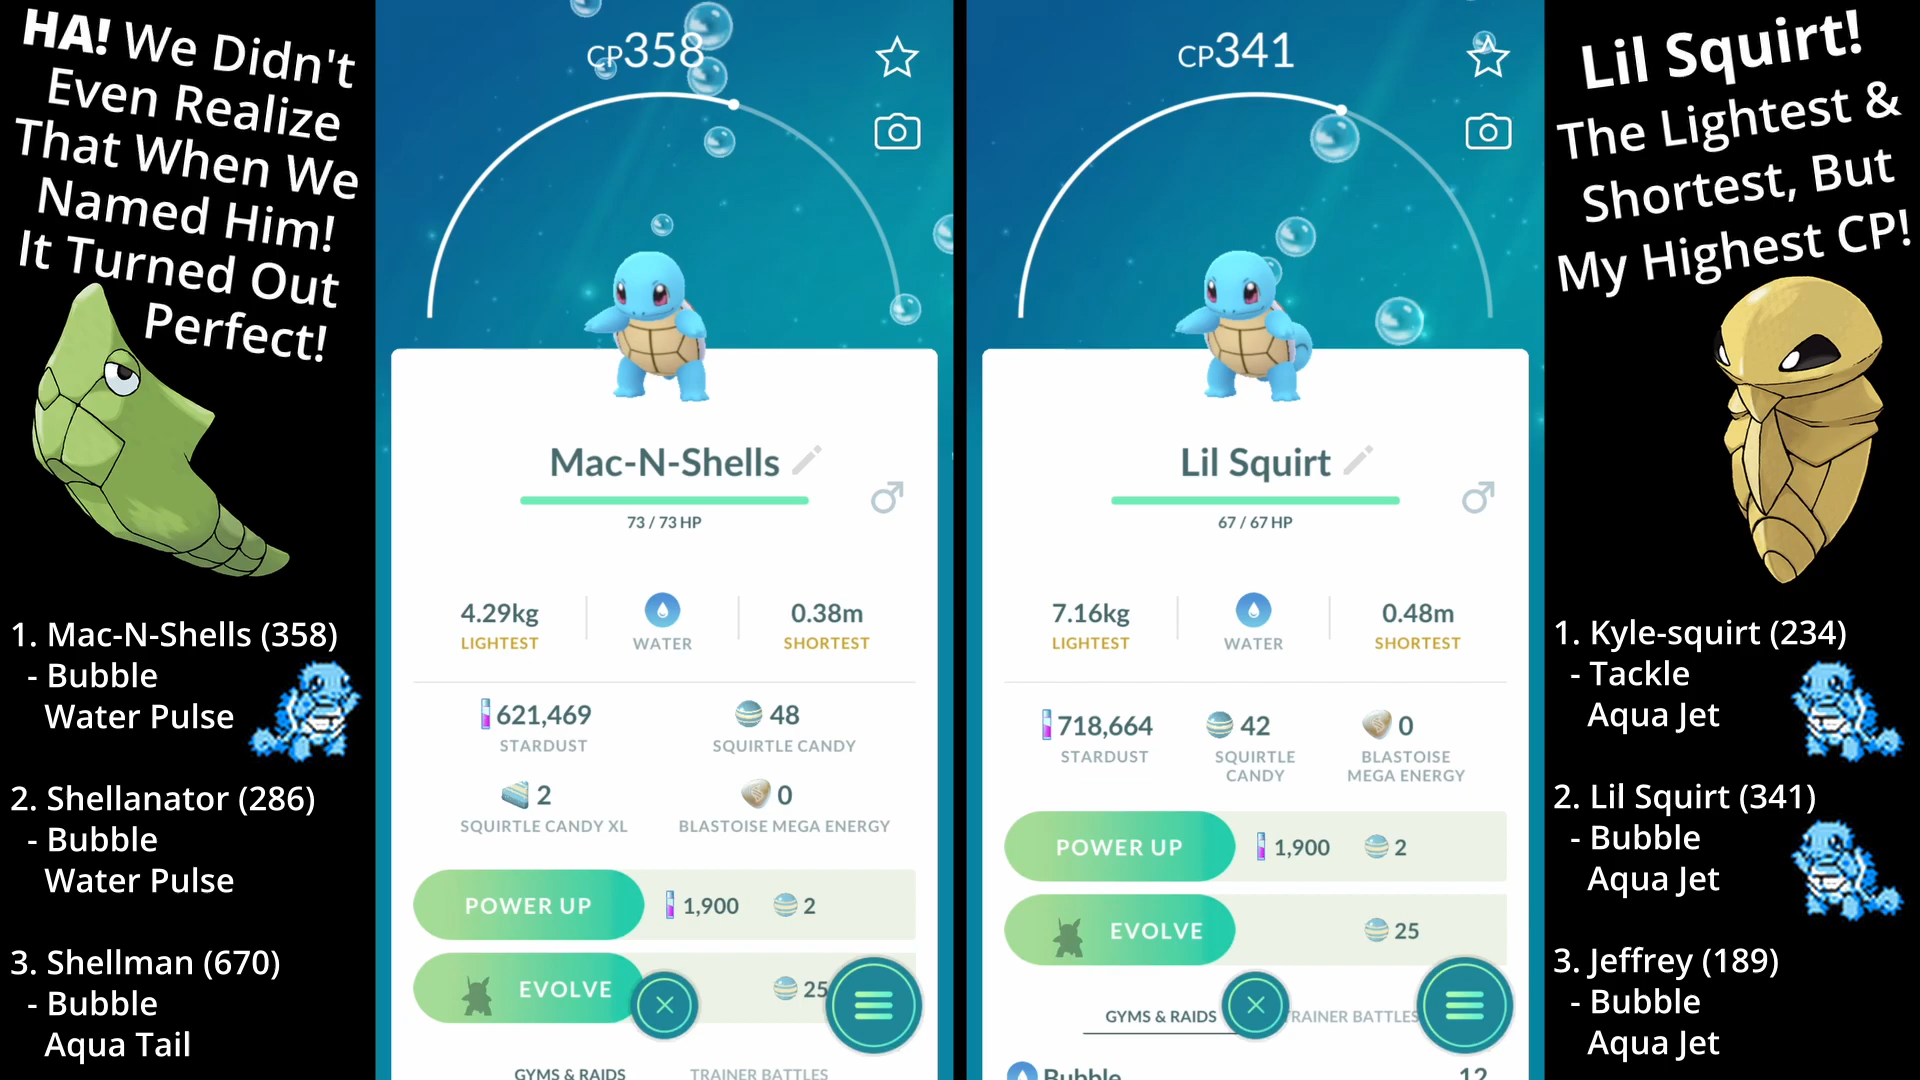 HA! We Didn't
Even Realize
That When We
Named Him!
It Turned Out
Perfect!
1. Mac-N-Shells (358)
- Bubble
Water Pulse
2. Shellanator (286)
- Bubble
Water Pulse
3. Shellman (670)
- Bubble
Aqua Tail
CP358
Mac-N-Shells
73 / 73 HP
4.29kg
LIGHTEST
WATER
0.38m
SHORTEST
621,469
STARDUST
48
SQUIRTLE CANDY
2
SQUIRTLE CANDY XL
0
BLASTOISE MEGA ENERGY
POWER UP 1,900 2
EVOLVE 25
GYMS & RAIDS TRAINER BATTLES
CP341
Lil Squirt
67 / 67 HP
7.16kg
LIGHTEST
WATER
0.48m
SHORTEST
718,664
STARDUST
42
SQUIRTLE
CANDY
0
BLASTOISE
MEGA ENERGY
POWER UP 1,900 2
EVOLVE 25
GYMS & RAIDS TRAINER BATTLES
Bubble 12
Lil Squirt!
The Lightest &
Shortest, But
My Highest CP!
1. Kyle-squirt (234)
- Tackle
Aqua Jet
2. Lil Squirt (341)
- Bubble
Aqua Jet
3. Jeffrey (189)
- Bubble
Aqua Jet